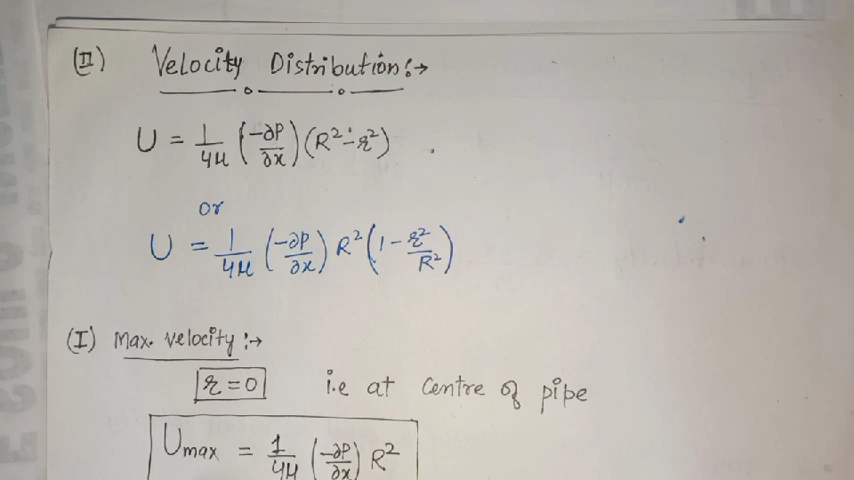 (II) Velocity Distribution:→
U = 1/4μ (-∂P/∂x) (R² - r²)
or
U = 1/4μ (-∂P/∂x) R² (1 - r²/R²)
(I) Max. velocity :→
r = 0 i.e at centre of pipe
Umax = 1/4μ (-∂P/∂x) R²